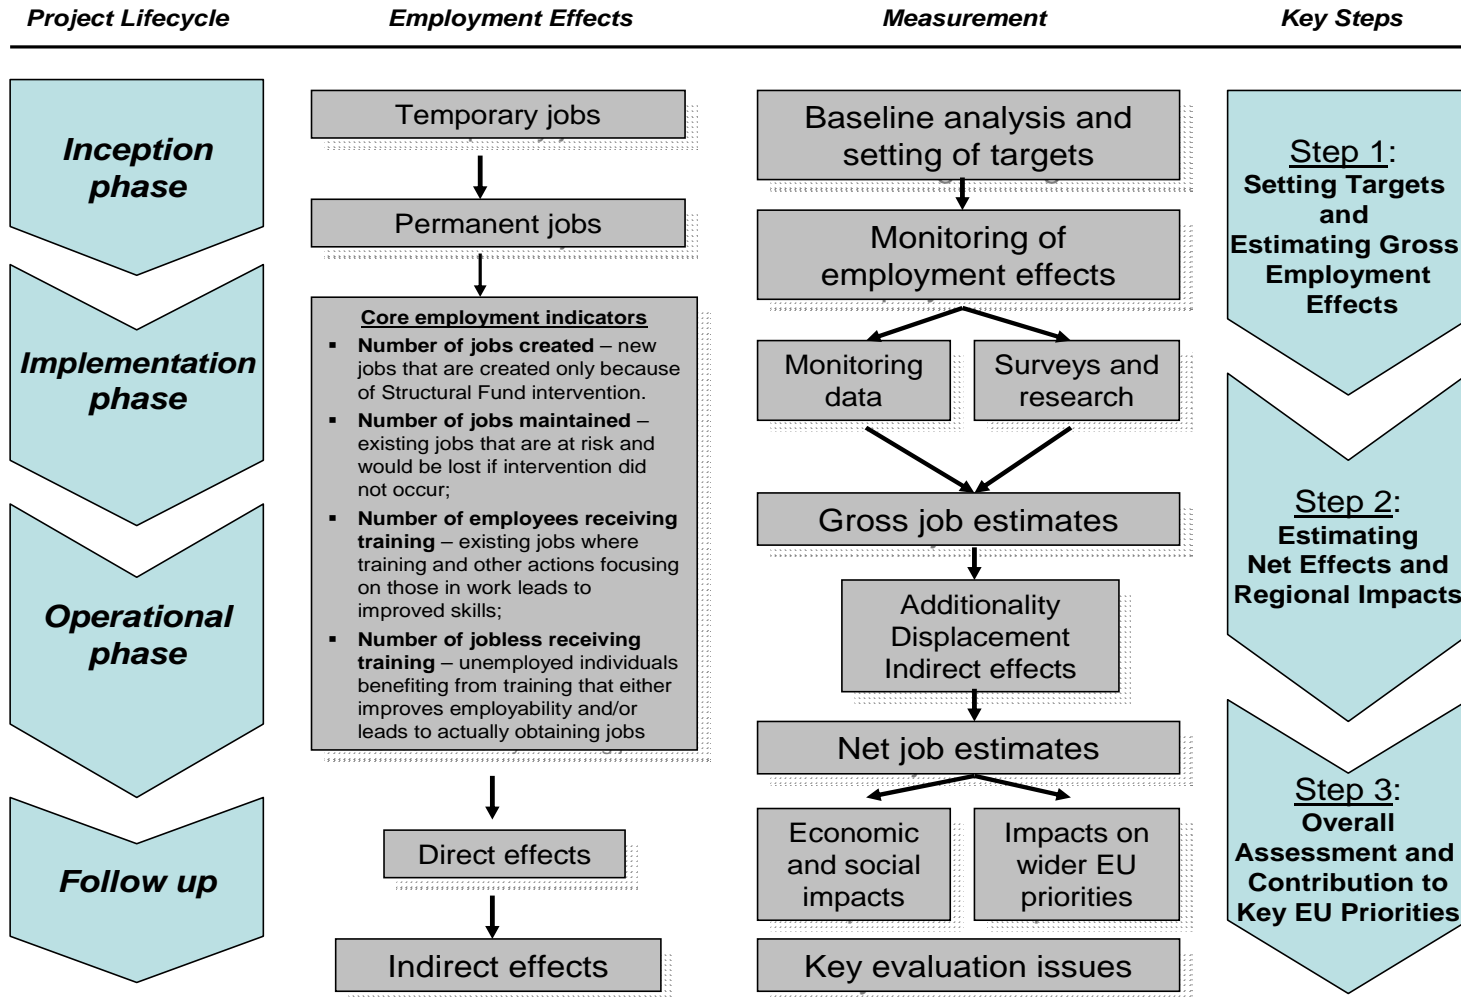 Project Lifecycle
Employment Effects
Measurement
Key Steps
Inception
phase
Implementation
phase
Operational
phase
Follow up
Temporary jobs
Permanent jobs
Core employment indicators
▪ Number of jobs created – new
jobs that are created only because
of Structural Fund intervention.
▪ Number of jobs maintained –
existing jobs that are at risk and
would be lost if intervention did
not occur;
▪ Number of employees receiving
training – existing jobs where
training and other actions focusing
on those in work leads to
improved skills;
▪ Number of jobless receiving
training – unemployed individuals
benefiting from training that either
improves employability and/or
leads to actually obtaining jobs
Direct effects
Indirect effects
Baseline analysis and
setting of targets
Monitoring of
employment effects
Monitoring
data
Surveys and
research
Gross job estimates
Additionality
Displacement
Indirect effects
Net job estimates
Economic
and social
impacts
Impacts on
wider EU
priorities
Key evaluation issues
Step 1:
Setting Targets
and
Estimating Gross
Employment
Effects
Step 2:
Estimating
Net Effects and
Regional Impacts
Step 3:
Overall
Assessment and
Contribution to
Key EU Priorities